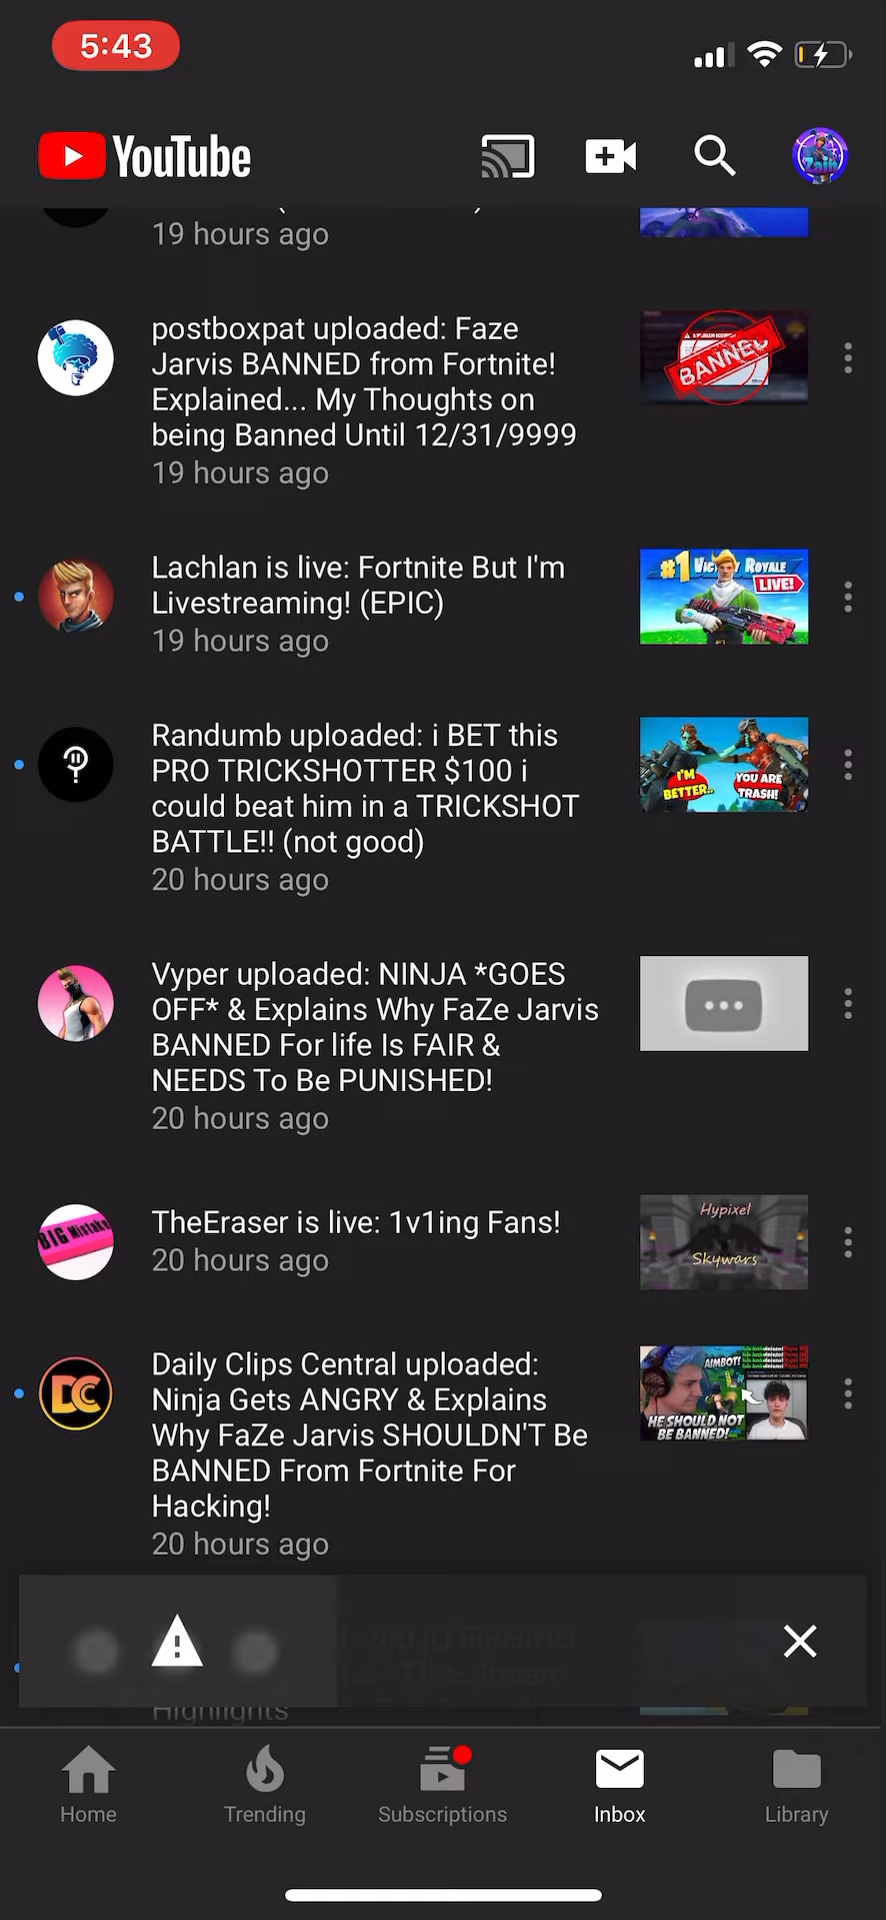 5:43
YouTube
Zain
19 hours ago
postboxpat uploaded: Faze
Jarvis BANNED from Fortnite!
Explained... My Thoughts on
being Banned Until 12/31/9999
19 hours ago
BANNED
Lachlan is live: Fortnite But I'm
Livestreaming! (EPIC)
19 hours ago
#1 Victory Royale
LIVE!
Randumb uploaded: i BET this
PRO TRICKSHOTTER $100 i
could beat him in a TRICKSHOT
BATTLE!! (not good)
20 hours ago
I'M
BETTER..
YOU ARE
TRASH!
Vyper uploaded: NINJA *GOES
OFF* & Explains Why FaZe Jarvis
BANNED For life Is FAIR &
NEEDS To Be PUNISHED!
20 hours ago
BIG Mistake
TheEraser is live: 1v1ing Fans!
20 hours ago
Hypixel
Skywars
DC
Daily Clips Central uploaded:
Ninja Gets ANGRY & Explains
Why FaZe Jarvis SHOULDN'T Be
BANNED From Fortnite For
Hacking!
20 hours ago
AIMBOT!
HE SHOULD NOT
BE BANNED!
Highlights
Home
Trending
Subscriptions
Inbox
Library